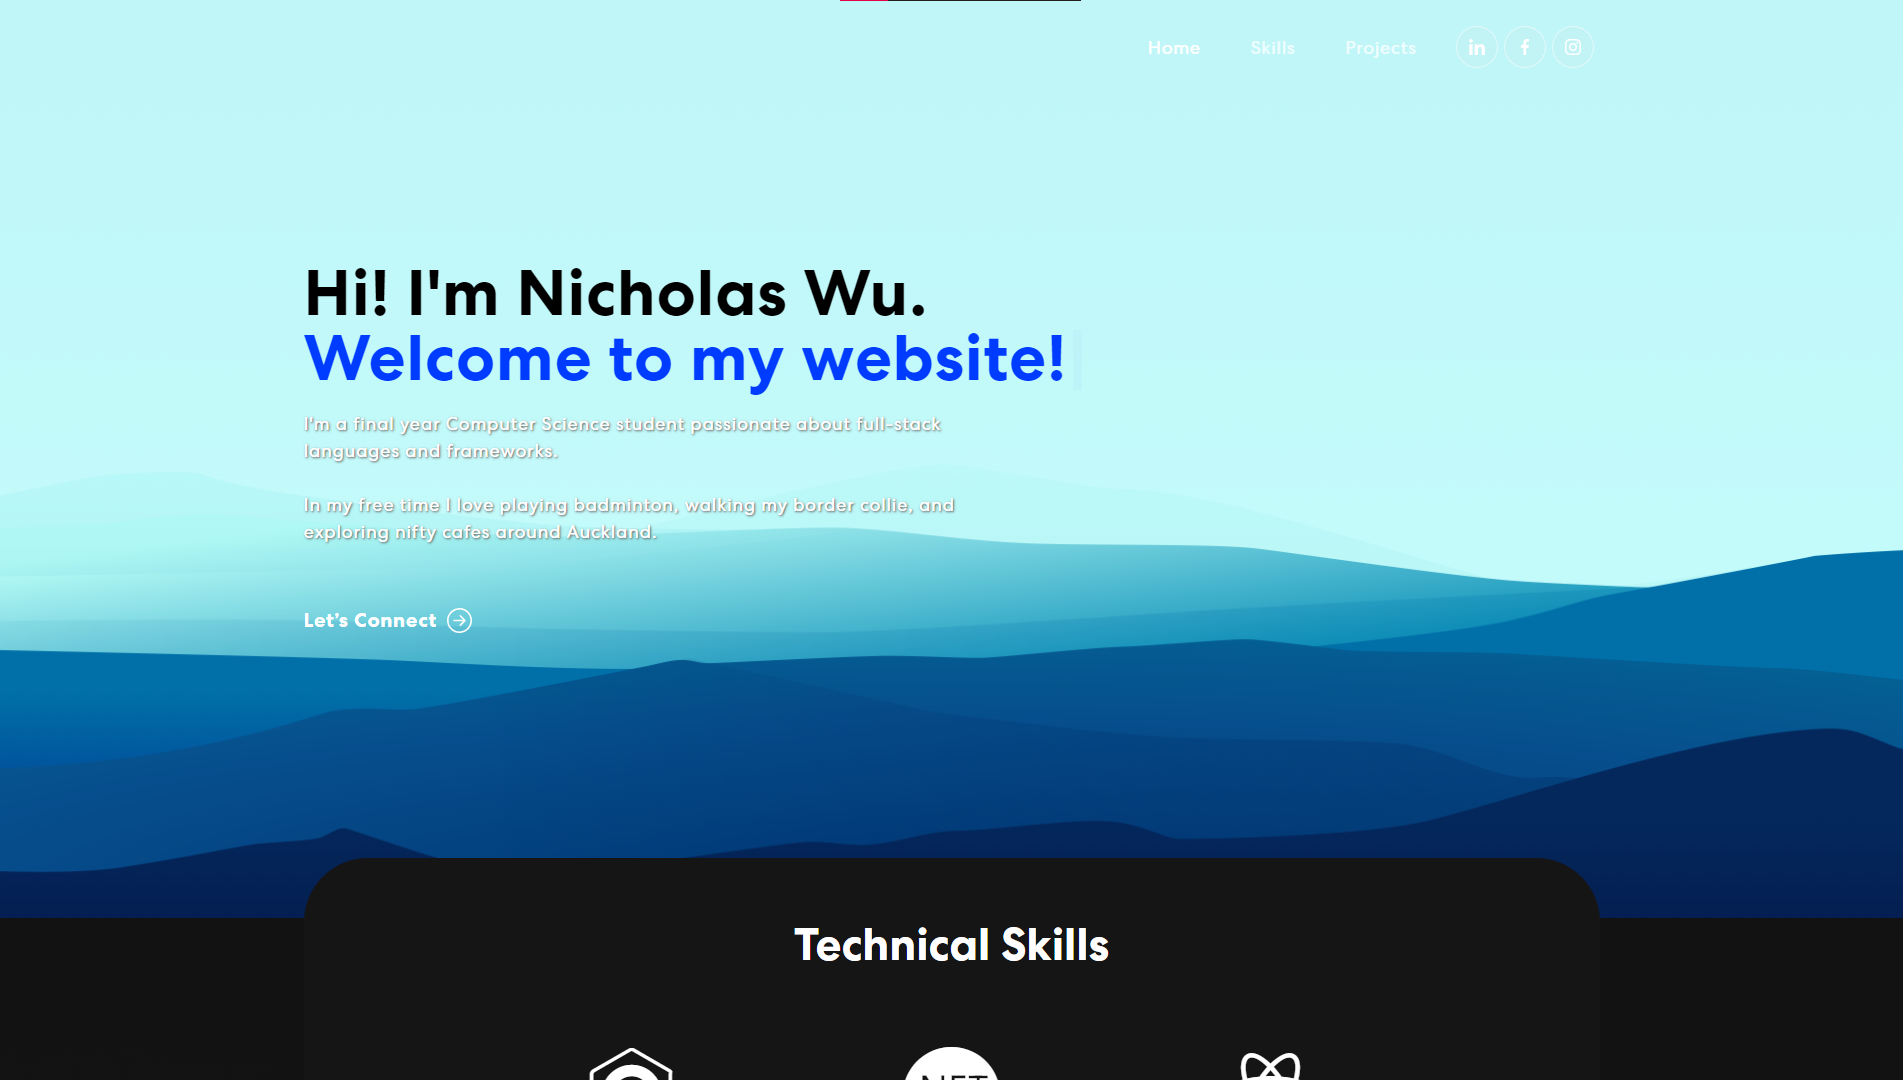 Home Skills Projects in f
Hi! I'm Nicholas Wu.
Welcome to my website!
I'm a final year Computer Science student passionate about full-stack
languages and frameworks.
In my free time I love playing badminton, walking my border collie, and
exploring nifty cafes around Auckland.
Let's Connect
Technical Skills
.NET